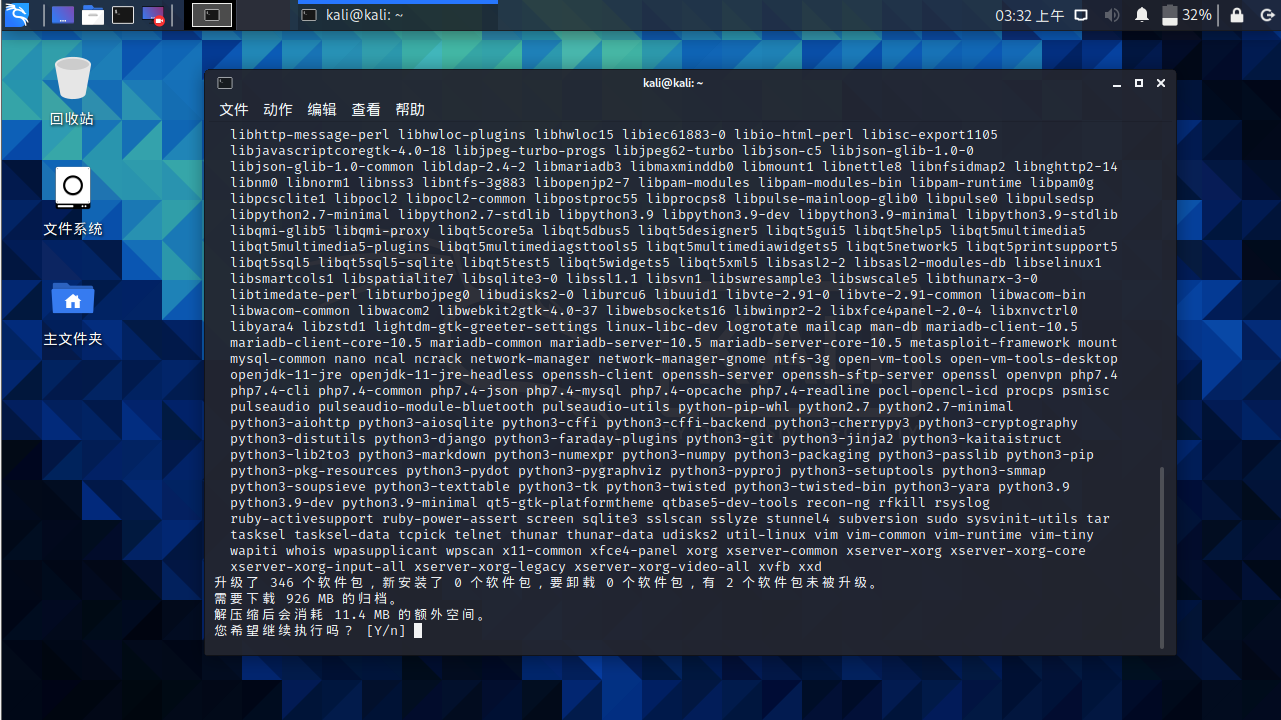 kali@kali: ~
03:32 上午
32%
回收站
文件系统
主文件夹
kali@kali: ~
文件 动作 编辑 查看 帮助
libhttp-message-perl libhwloc-plugins libhwloc15 libiec61883-0 libio-html-perl libisc-export1105
libjavascriptcoregtk-4.0-18 libjpeg-turbo-progs libjpeg62-turbo libjson-c5 libjson-glib-1.0-0
libjson-glib-1.0-common libldap-2.4-2 libmariadb3 libmaxminddb0 libmount1 libnettle8 libnfsidmap2 libnghttp2-14
libnm0 libnorm1 libnss3 libntfs-3g883 libopenjp2-7 libpam-modules libpam-modules-bin libpam-runtime libpam0g
libpcsclite1 libpocl2 libpocl2-common libpostproc55 libprocps8 libpulse-mainloop-glib0 libpulse0 libpulsedsp
libpython2.7-minimal libpython2.7-stdlib libpython3.9 libpython3.9-dev libpython3.9-minimal libpython3.9-stdlib
libqmi-glib5 libqmi-proxy libqt5core5a libqt5dbus5 libqt5designer5 libqt5gui5 libqt5help5 libqt5multimedia5
libqt5multimedia5-plugins libqt5multimediagsttools5 libqt5multimediawidgets5 libqt5network5 libqt5printsupport5
libqt5sql5 libqt5sql5-sqlite libqt5test5 libqt5widgets5 libqt5xml5 libsasl2-2 libsasl2-modules-db libselinux1
libsmartcols1 libspatialite7 libsqlite3-0 libssl1.1 libsvn1 libswresample3 libswscale5 libthunarx-3-0
libtimedate-perl libturbojpeg0 libudisks2-0 liburcu6 libuuid1 libvte-2.91-0 libvte-2.91-common libwacom-bin
libwacom-common libwacom2 libwebkit2gtk-4.0-37 libwebsockets16 libwinpr2-2 libxfce4panel-2.0-4 libxnvctrl0
libyara4 libzstd1 lightdm-gtk-greeter-settings linux-libc-dev logrotate mailcap man-db mariadb-client-10.5
mariadb-client-core-10.5 mariadb-common mariadb-server-10.5 mariadb-server-core-10.5 metasploit-framework mount
mysql-common nano ncal ncrack network-manager network-manager-gnome ntfs-3g open-vm-tools open-vm-tools-desktop
openjdk-11-jre openjdk-11-jre-headless openssh-client openssh-server openssh-sftp-server openssl openvpn php7.4
php7.4-cli php7.4-common php7.4-json php7.4-mysql php7.4-opcache php7.4-readline pocl-opencl-icd procps psmisc
pulseaudio pulseaudio-module-bluetooth pulseaudio-utils python-pip-whl python2.7 python2.7-minimal
python3-aiohttp python3-aiosqlite python3-cffi python3-cffi-backend python3-cherrypy3 python3-cryptography
python3-distutils python3-django python3-faraday-plugins python3-git python3-jinja2 python3-kaitaistruct
python3-lib2to3 python3-markdown python3-numexpr python3-numpy python3-packaging python3-passlib python3-pip
python3-pkg-resources python3-pydot python3-pygraphviz python3-pyproj python3-setuptools python3-smmap
python3-soupsieve python3-texttable python3-tk python3-twisted python3-twisted-bin python3-yara python3.9
python3.9-dev python3.9-minimal qt5-gtk-platformtheme qtbase5-dev-tools recon-ng rfkill rsyslog
ruby-activesupport ruby-power-assert screen sqlite3 sslscan sslyze stunnel4 subversion sudo sysvinit-utils tar
tasksel tasksel-data tcpick telnet thunar thunar-data udisks2 util-linux vim vim-common vim-runtime vim-tiny
wapiti whois wpasupplicant wpscan x11-common xfce4-panel xorg xserver-common xserver-xorg xserver-xorg-core
xserver-xorg-input-all xserver-xorg-legacy xserver-xorg-video-all xvfb xxd
升级了 346 个软件包，新安装了 0 个软件包，要卸载 0 个软件包，有 2 个软件包未被升级。
需要下载 926 MB 的归档。
解压缩后会消耗 11.4 MB 的额外空间。
您希望继续执行吗？ [Y/n]